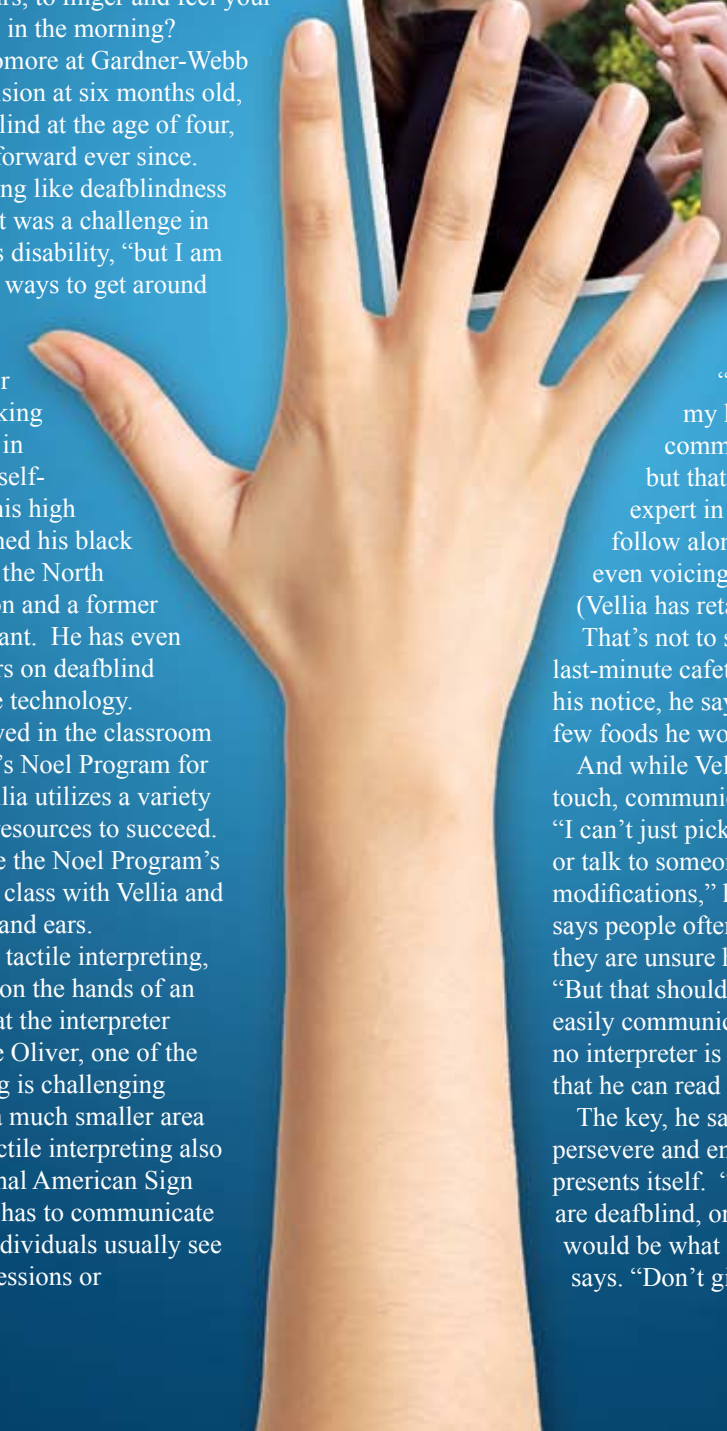 to finger and feel your
in the morning?
omore at Gardner-Webb
ision at six months old,
lind at the age of four,
forward ever since.
ng like deafblindness
t was a challenge in
s disability, “but I am
ways to get around
r
king
in
self-
his high
ned his black
the North
on and a former
ant.  He has even
rs on deafblind
e technology.
ved in the classroom
’s Noel Program for
lia utilizes a variety
resources to succeed.
e the Noel Program’s
class with Vellia and
and ears.
tactile interpreting,
on the hands of an
at the interpreter
e Oliver, one of the
g is challenging
a much smaller area
ctile interpreting also
nal American Sign
has to communicate
dividuals usually see
essions or
“
my
comm
but that
expert in
follow alon
even voicing
(Vellia has reta
That’s not to s
last-minute cafet
his notice, he say
few foods he wo
And while Vel
touch, communic
“I can’t just pick
or talk to someo
modifications,” h
says people often
they are unsure h
“But that should
easily communic
no interpreter is
that he can read
The key, he sa
persevere and en
presents itself.  “
are deafblind, or
would be what
says. “Don’t gi